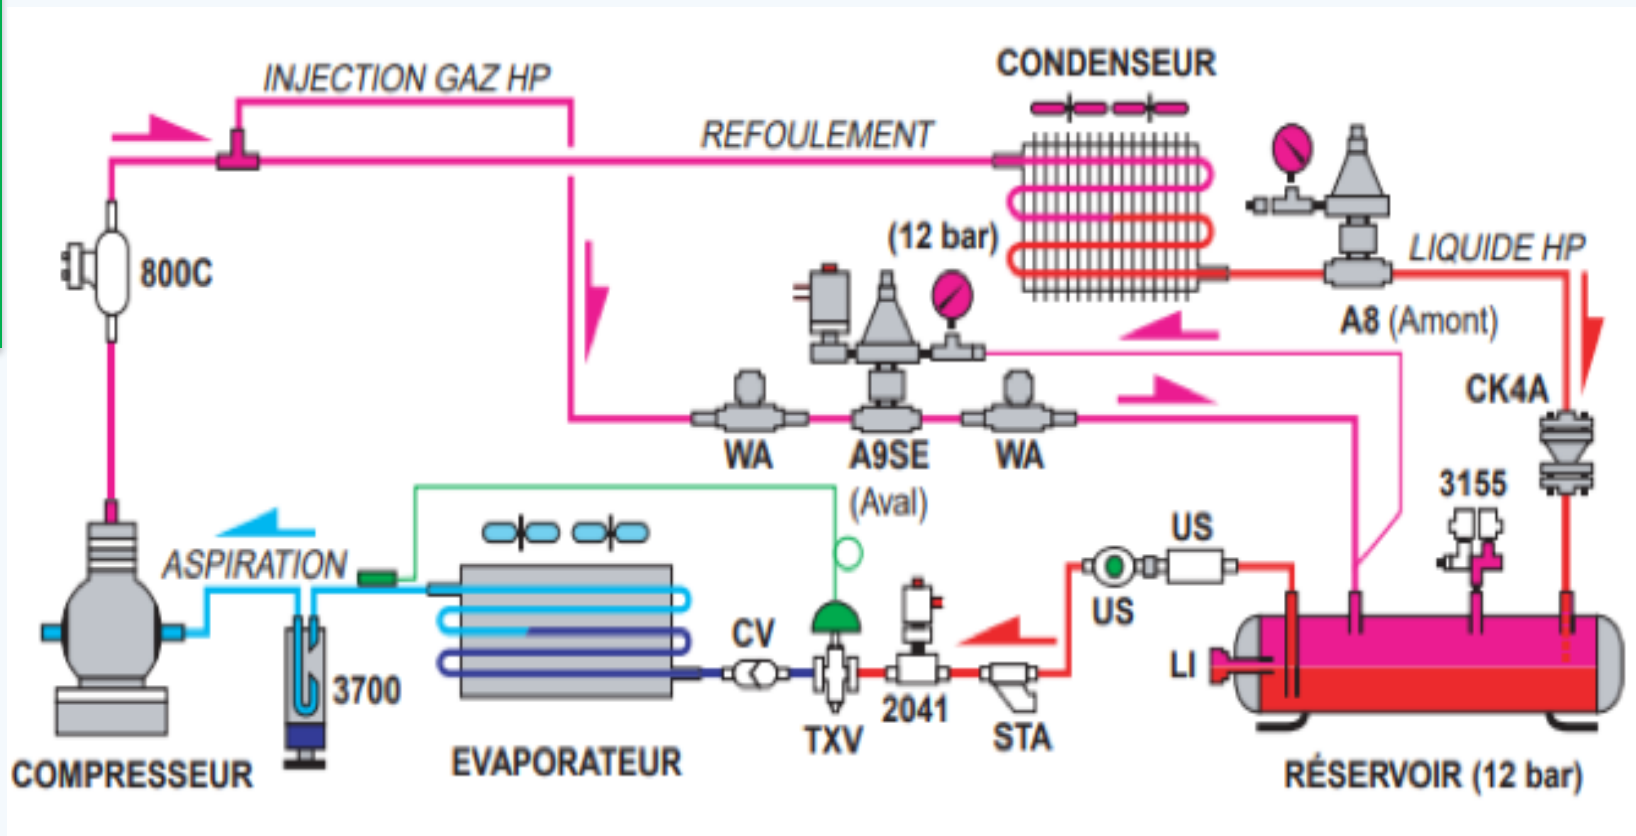 CONDENSEUR
INJECTION GAZ HP
REFOULEMENT
(12 bar)
LIQUIDE HP
800C
A8 (Amont)
CK4A
WA
A9SE
WA
(Aval)
3155
US
ASPIRATION
US
CV
LI
3700
2041
STA
TXV
EVAPORATEUR
COMPRESSEUR
RÉSERVOIR (12 bar)